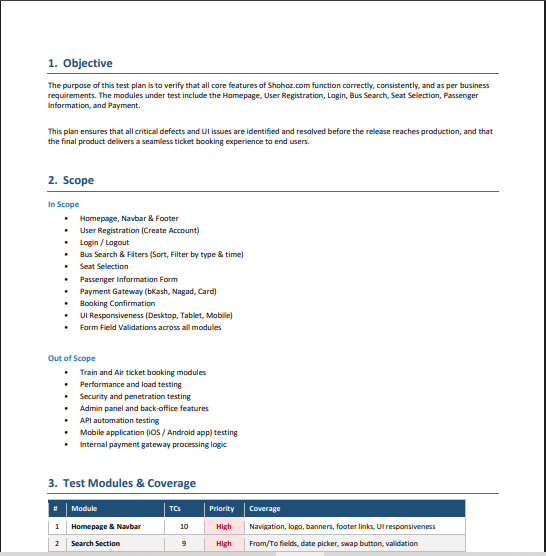 1. Objective
The purpose of this test plan is to verify that all core features of Shohoz.com function correctly, consistently, and as per business
requirements. The modules under test include the Homepage, User Registration, Login, Bus Search, Seat Selection, Passenger
Information, and Payment.
This plan ensures that all critical defects and UI issues are identified and resolved before the release reaches production, and that
the final product delivers a seamless ticket booking experience to end users.
2. Scope
In Scope
• Homepage, Navbar & Footer
• User Registration (Create Account)
• Login / Logout
• Bus Search & Filters (Sort, Filter by type & time)
• Seat Selection
• Passenger Information Form
• Payment Gateway (bKash, Nagad, Card)
• Booking Confirmation
• UI Responsiveness (Desktop, Tablet, Mobile)
• Form Field Validations across all modules
Out of Scope
• Train and Air ticket booking modules
• Performance and load testing
• Security and penetration testing
• Admin panel and back-office features
• API automation testing
• Mobile application (iOS / Android app) testing
• Internal payment gateway processing logic
3. Test Modules & Coverage
# Module TCs Priority Coverage
1 Homepage & Navbar 10 High Navigation, logo, banners, footer links, UI responsiveness
2 Search Section 9 High From/To fields, date picker, swap button, validation